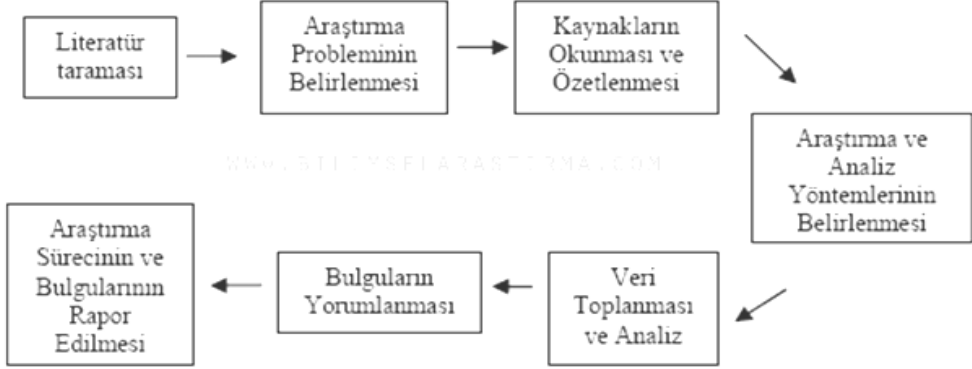 Literatür
taraması
Araştırma
Probleminin
Belirlenmesi
Kaynakların
Okunması ve
Özetlenmesi
Araştırma ve
Analiz
Yöntemlerinin
Belirlenmesi
Veri
Toplanması
ve Analiz
Bulguların
Yorumlanması
Araştırma
Sürecinin ve
Bulgularının
Rapor
Edilmesi